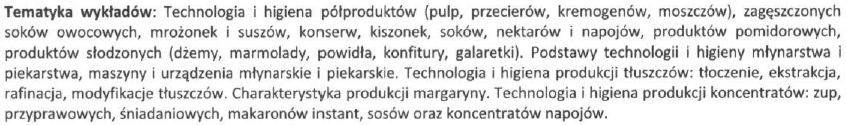 Tematyka wykładów: Technologia i higiena półproduktów (pulp, przecierów, kremogenów, moszczów), zagęszczonych
soków owocowych, mrożonek i suszów, konserw, kiszonek, soków, nektarów i napojów, produktów pomidorowych,
produktów słodzonych (dżemy, marmolady, powidła, konfitury, galaretki). Podstawy technologii i higieny młynarstwa i
piekarstwa, maszyny i urządzenia młynarskie i piekarskie. Technologia i higiena produkcji tłuszczów: tłoczenie, ekstrakcja,
rafinacja, modyfikacje tłuszczów. Charakterystyka produkcji margaryny. Technologia i higiena produkcji koncentratów: zup,
przyprawowych, śniadaniowych, makaronów instant, sosów oraz koncentratów napojów.